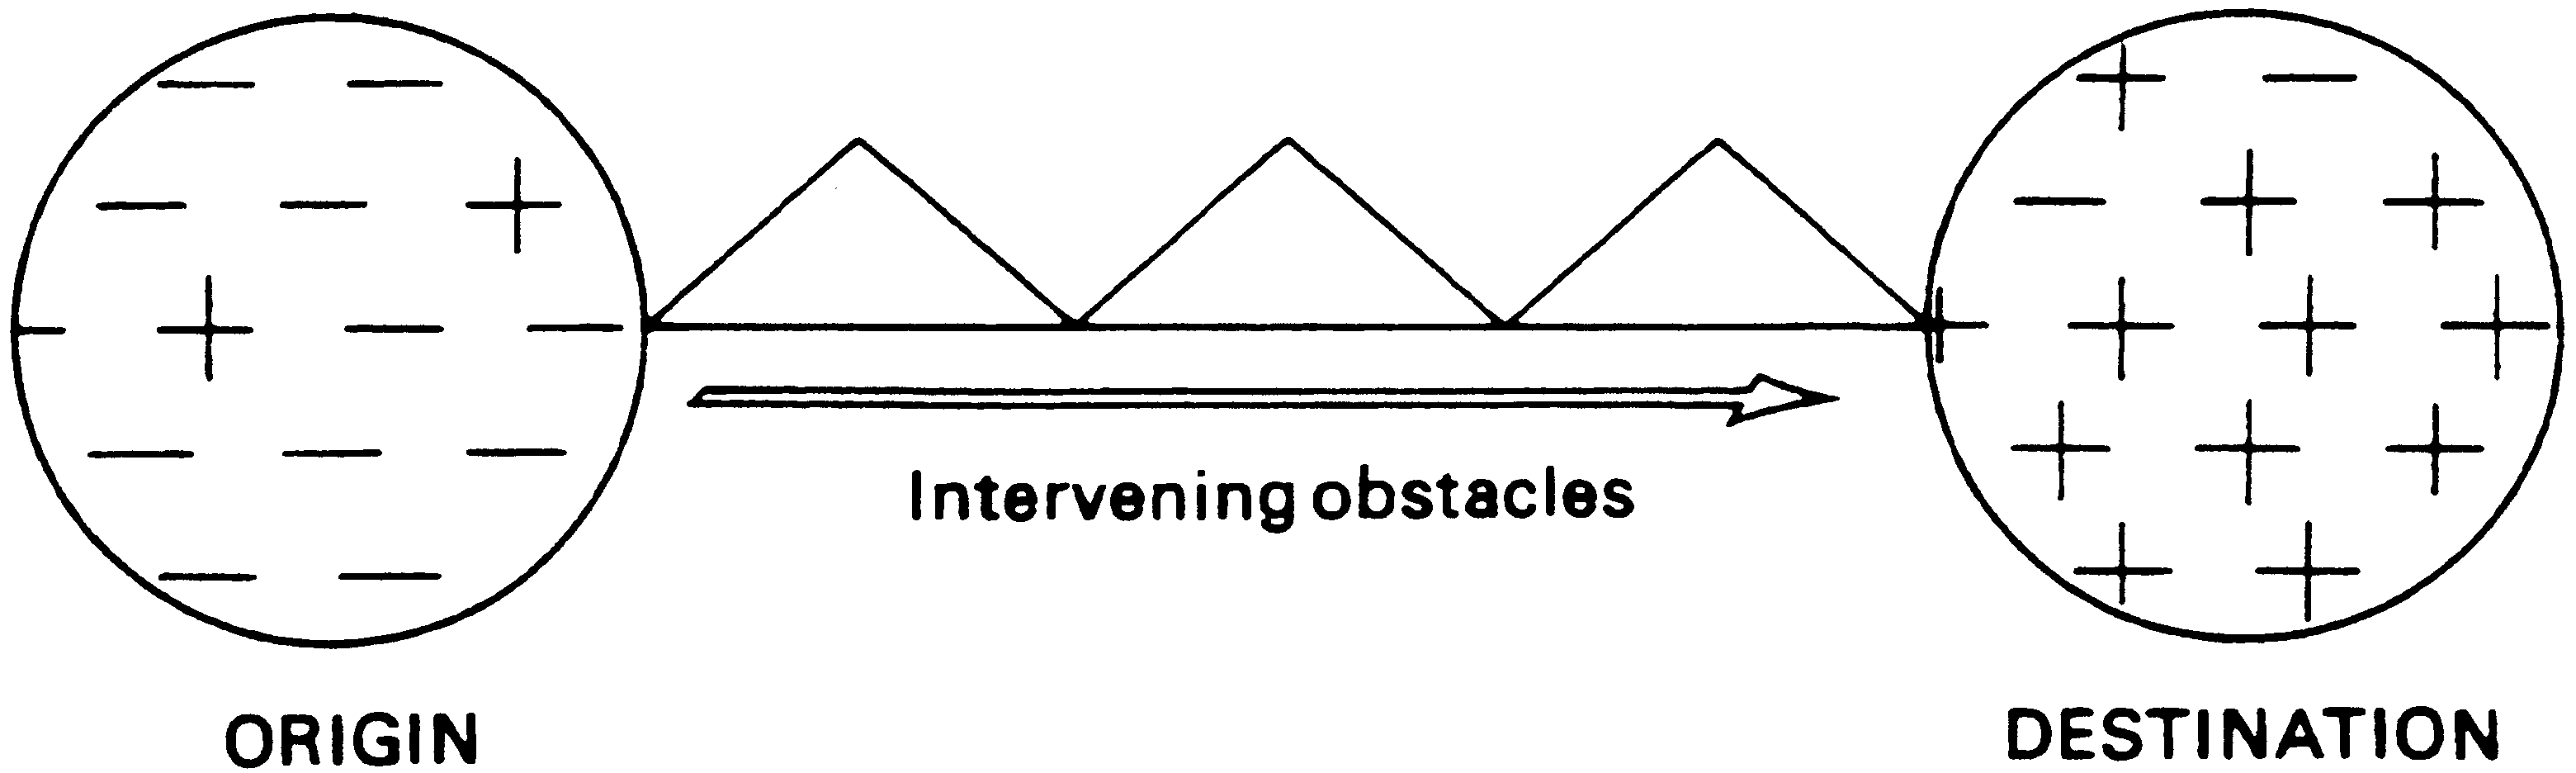 Intervening obstacles
ORIGIN
DESTINATION